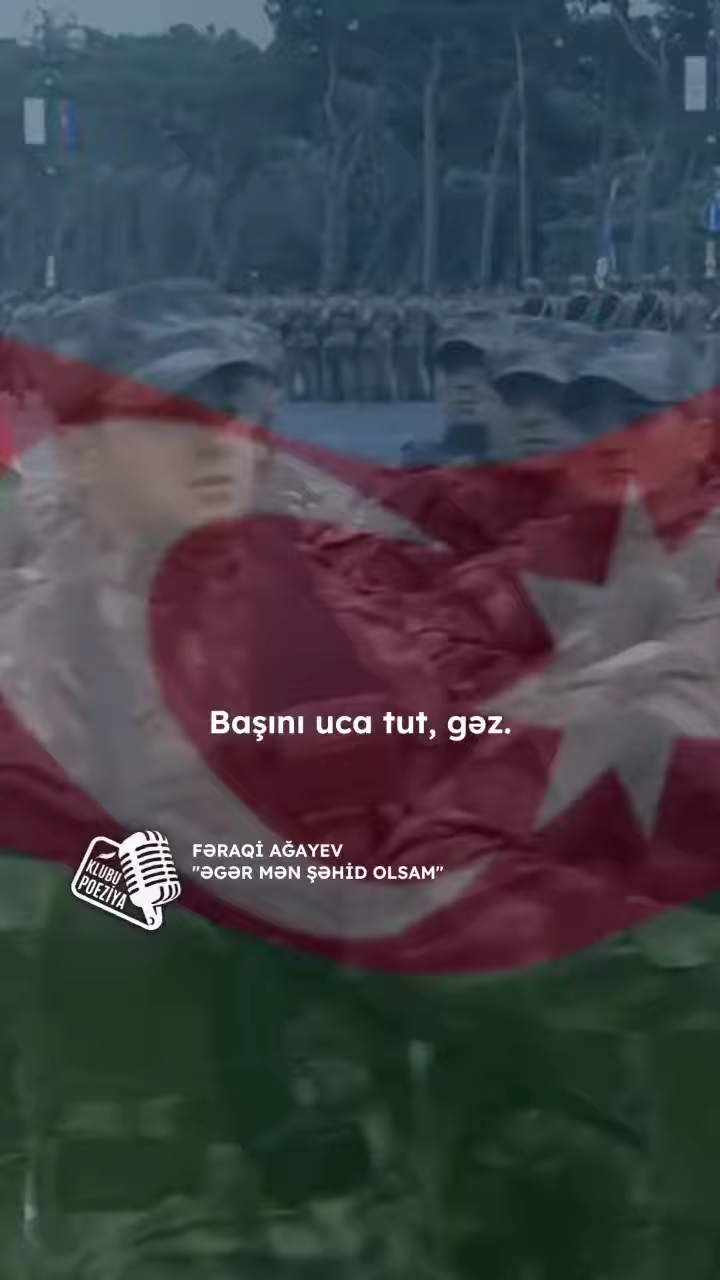 Başını uca tut, gəz.
FƏRAQİ AĞAYEV
"ƏGƏR MƏN ŞƏHİD OLSAM"
KLUBU
POEZİYA